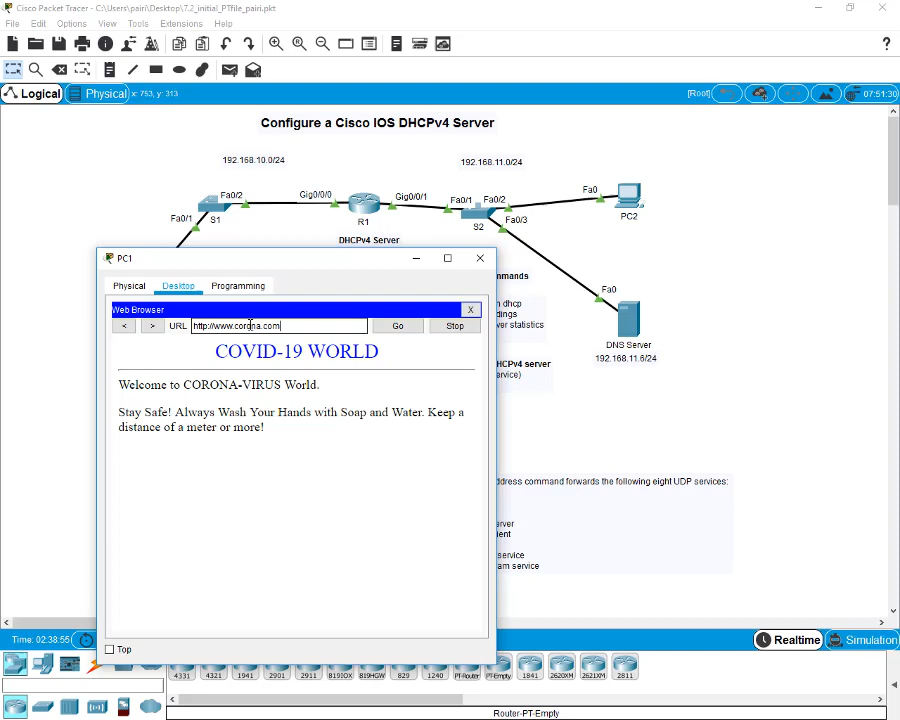 Cisco Packet Tracer - C:\Users\pairi\Desktop\7.2_initial_PTfile_pairi.pkt
File Edit Options View Tools Extensions Help
?
Logical Physical x: 753, y: 313 [Root] 07:51:30
Configure a Cisco IOS DHCPv4 Server
192.168.10.0/24 192.168.11.0/24
Fa0/2 Gig0/0/0 Gig0/0/1 Fa0/1 Fa0/2 Fa0
Fa0/1 S1 R1 S2 Fa0/3 PC2
DHCPv4 Server
PC1
Physical Desktop Programming
Web Browser X
< > URL http://www.corona.com Go Stop
COVID-19 WORLD
Welcome to CORONA-VIRUS World.
Stay Safe! Always Wash Your Hands with Soap and Water. Keep a
distance of a meter or more!
Top
mmands
n dhcp
dings
ver statistics
HCPv4 server
service)
Fa0
DNS Server
192.168.11.6/24
ddress command forwards the following eight UDP services:
erver
ient
service
am service
Time: 02:38:55 Realtime Simulation
4331 4321 1941 2901 2911 819IOX 819HGW 829 1240 PT-Router PT-Empty 1841 2620XM 2621XM 2811
Router-PT-Empty